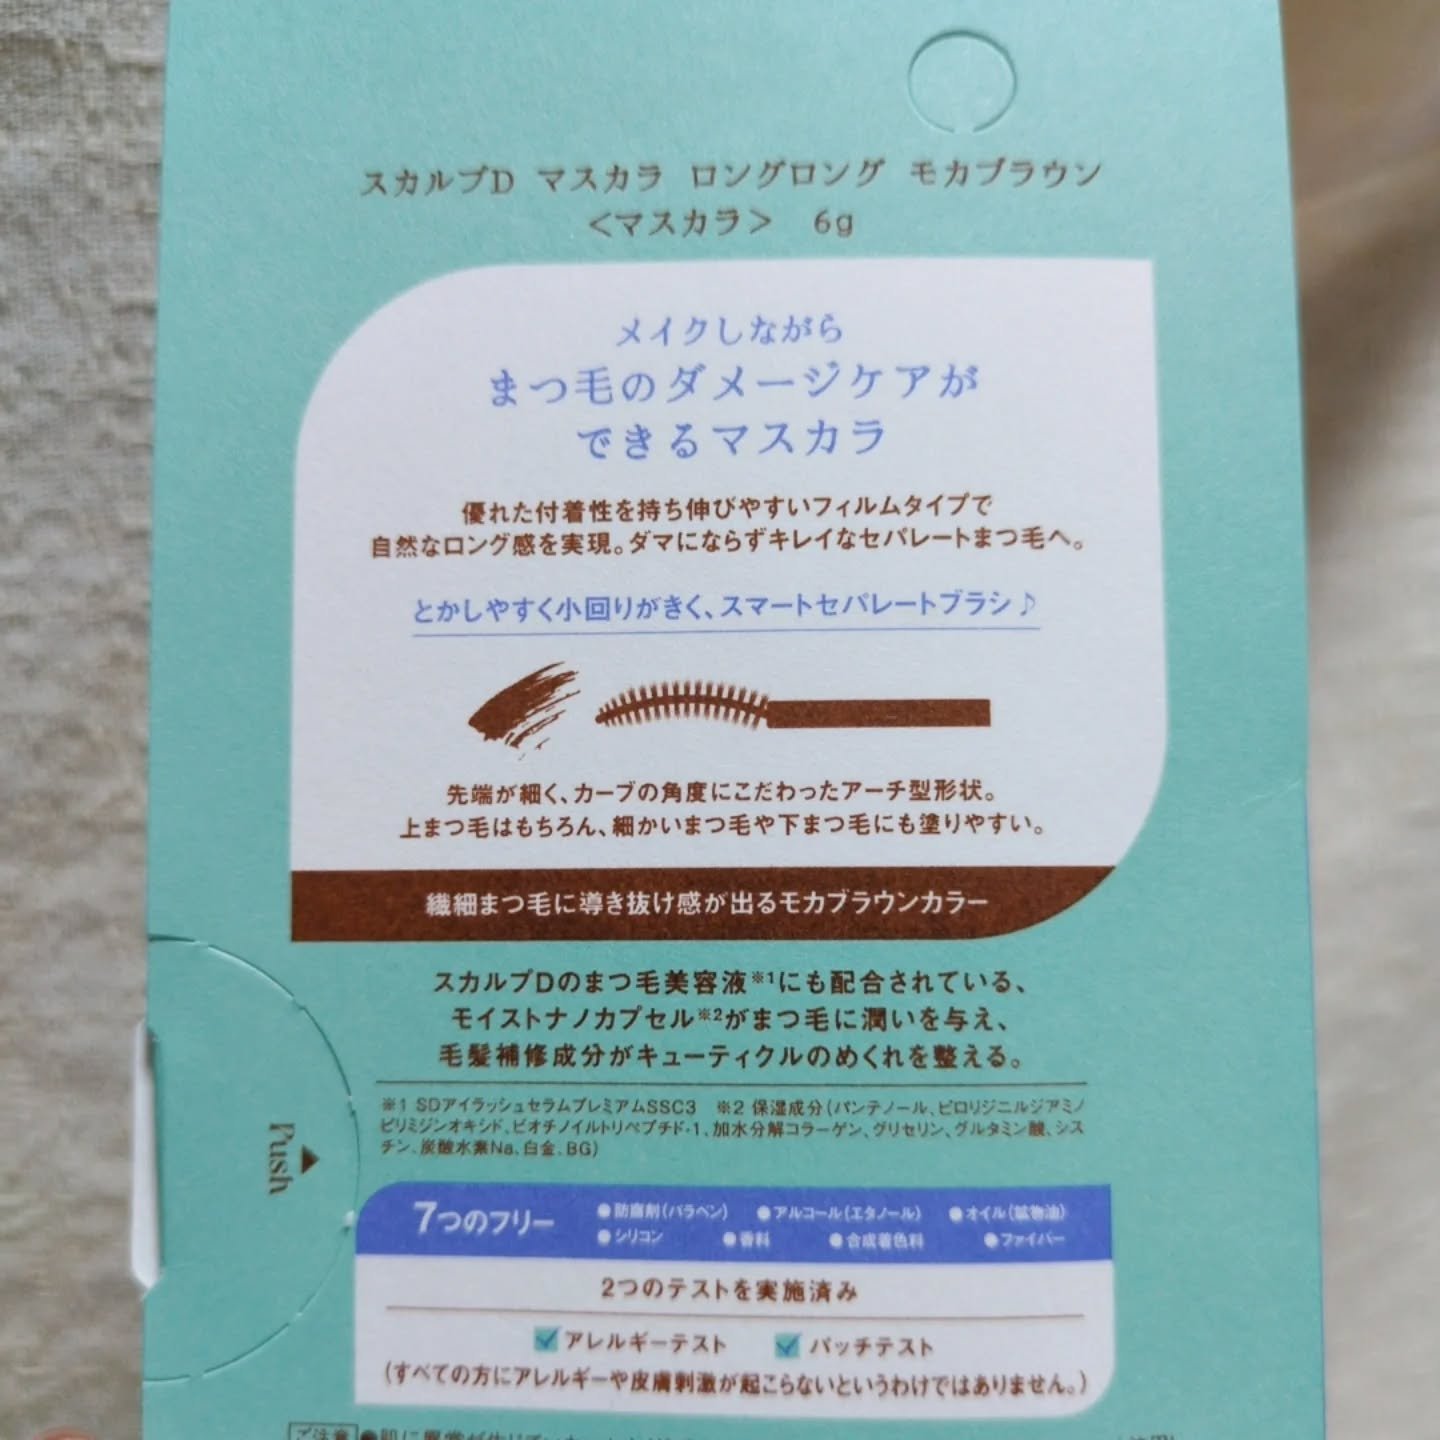 スカルプD マスカラ ロングロング モカブラウン
<マスカラ> 6g
メイクしながら
まつ毛のダメージケアが
できるマスカラ
優れた付着性を持ち伸びやすいフィルムタイプで
自然なロング感を実現。ダマにならずキレイなセパレートまつ毛へ。
とかしやすく小回りがきく、スマートセパレートブラシ♪
先端が細く、カーブの角度にこだわったアーチ型形状。
上まつ毛はもちろん、細かいまつ毛や下まつ毛にも塗りやすい。
繊細まつ毛に導き抜け感が出るモカブラウンカラー
スカルプDのまつ毛美容液※1にも配合されている、
モイストナノカプセル※2がまつ毛に潤いを与え、
毛髪補修成分がキューティクルのめくれを整える。
※1 SDアイラッシュセラムプレミアムSSC3 ※2 保湿成分(パンテノール、ピロリジニルジアミノ
ピリミジンオキシド、ビオチノイルトリペプチド-1、加水分解コラーゲン、グリセリン、グルタミン酸、シス
チン、炭酸水素Na、白金、BG)
Push
7つのフリー
●防腐剤(パラベン) ●アルコール(エタノール) ●オイル(鉱物油)
●シリコン ●香料 ●合成着色料 ●ファイバー
2つのテストを実施済み
アレルギーテスト パッチテスト
(すべての方にアレルギーや皮膚刺激が起こらないというわけではありません。)
ご注意 ●肌に異常が生じていないか